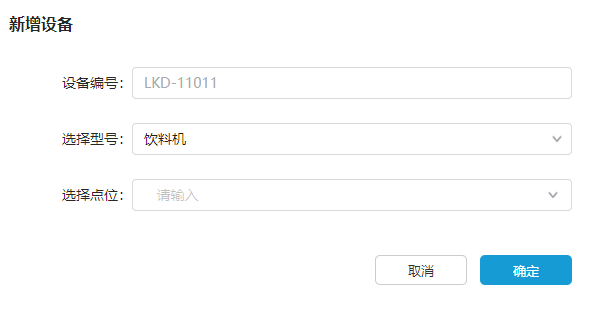 新增设备
设备编号： LKD-11011
选择型号： 饮料机
选择点位： 请输入
取消 确定